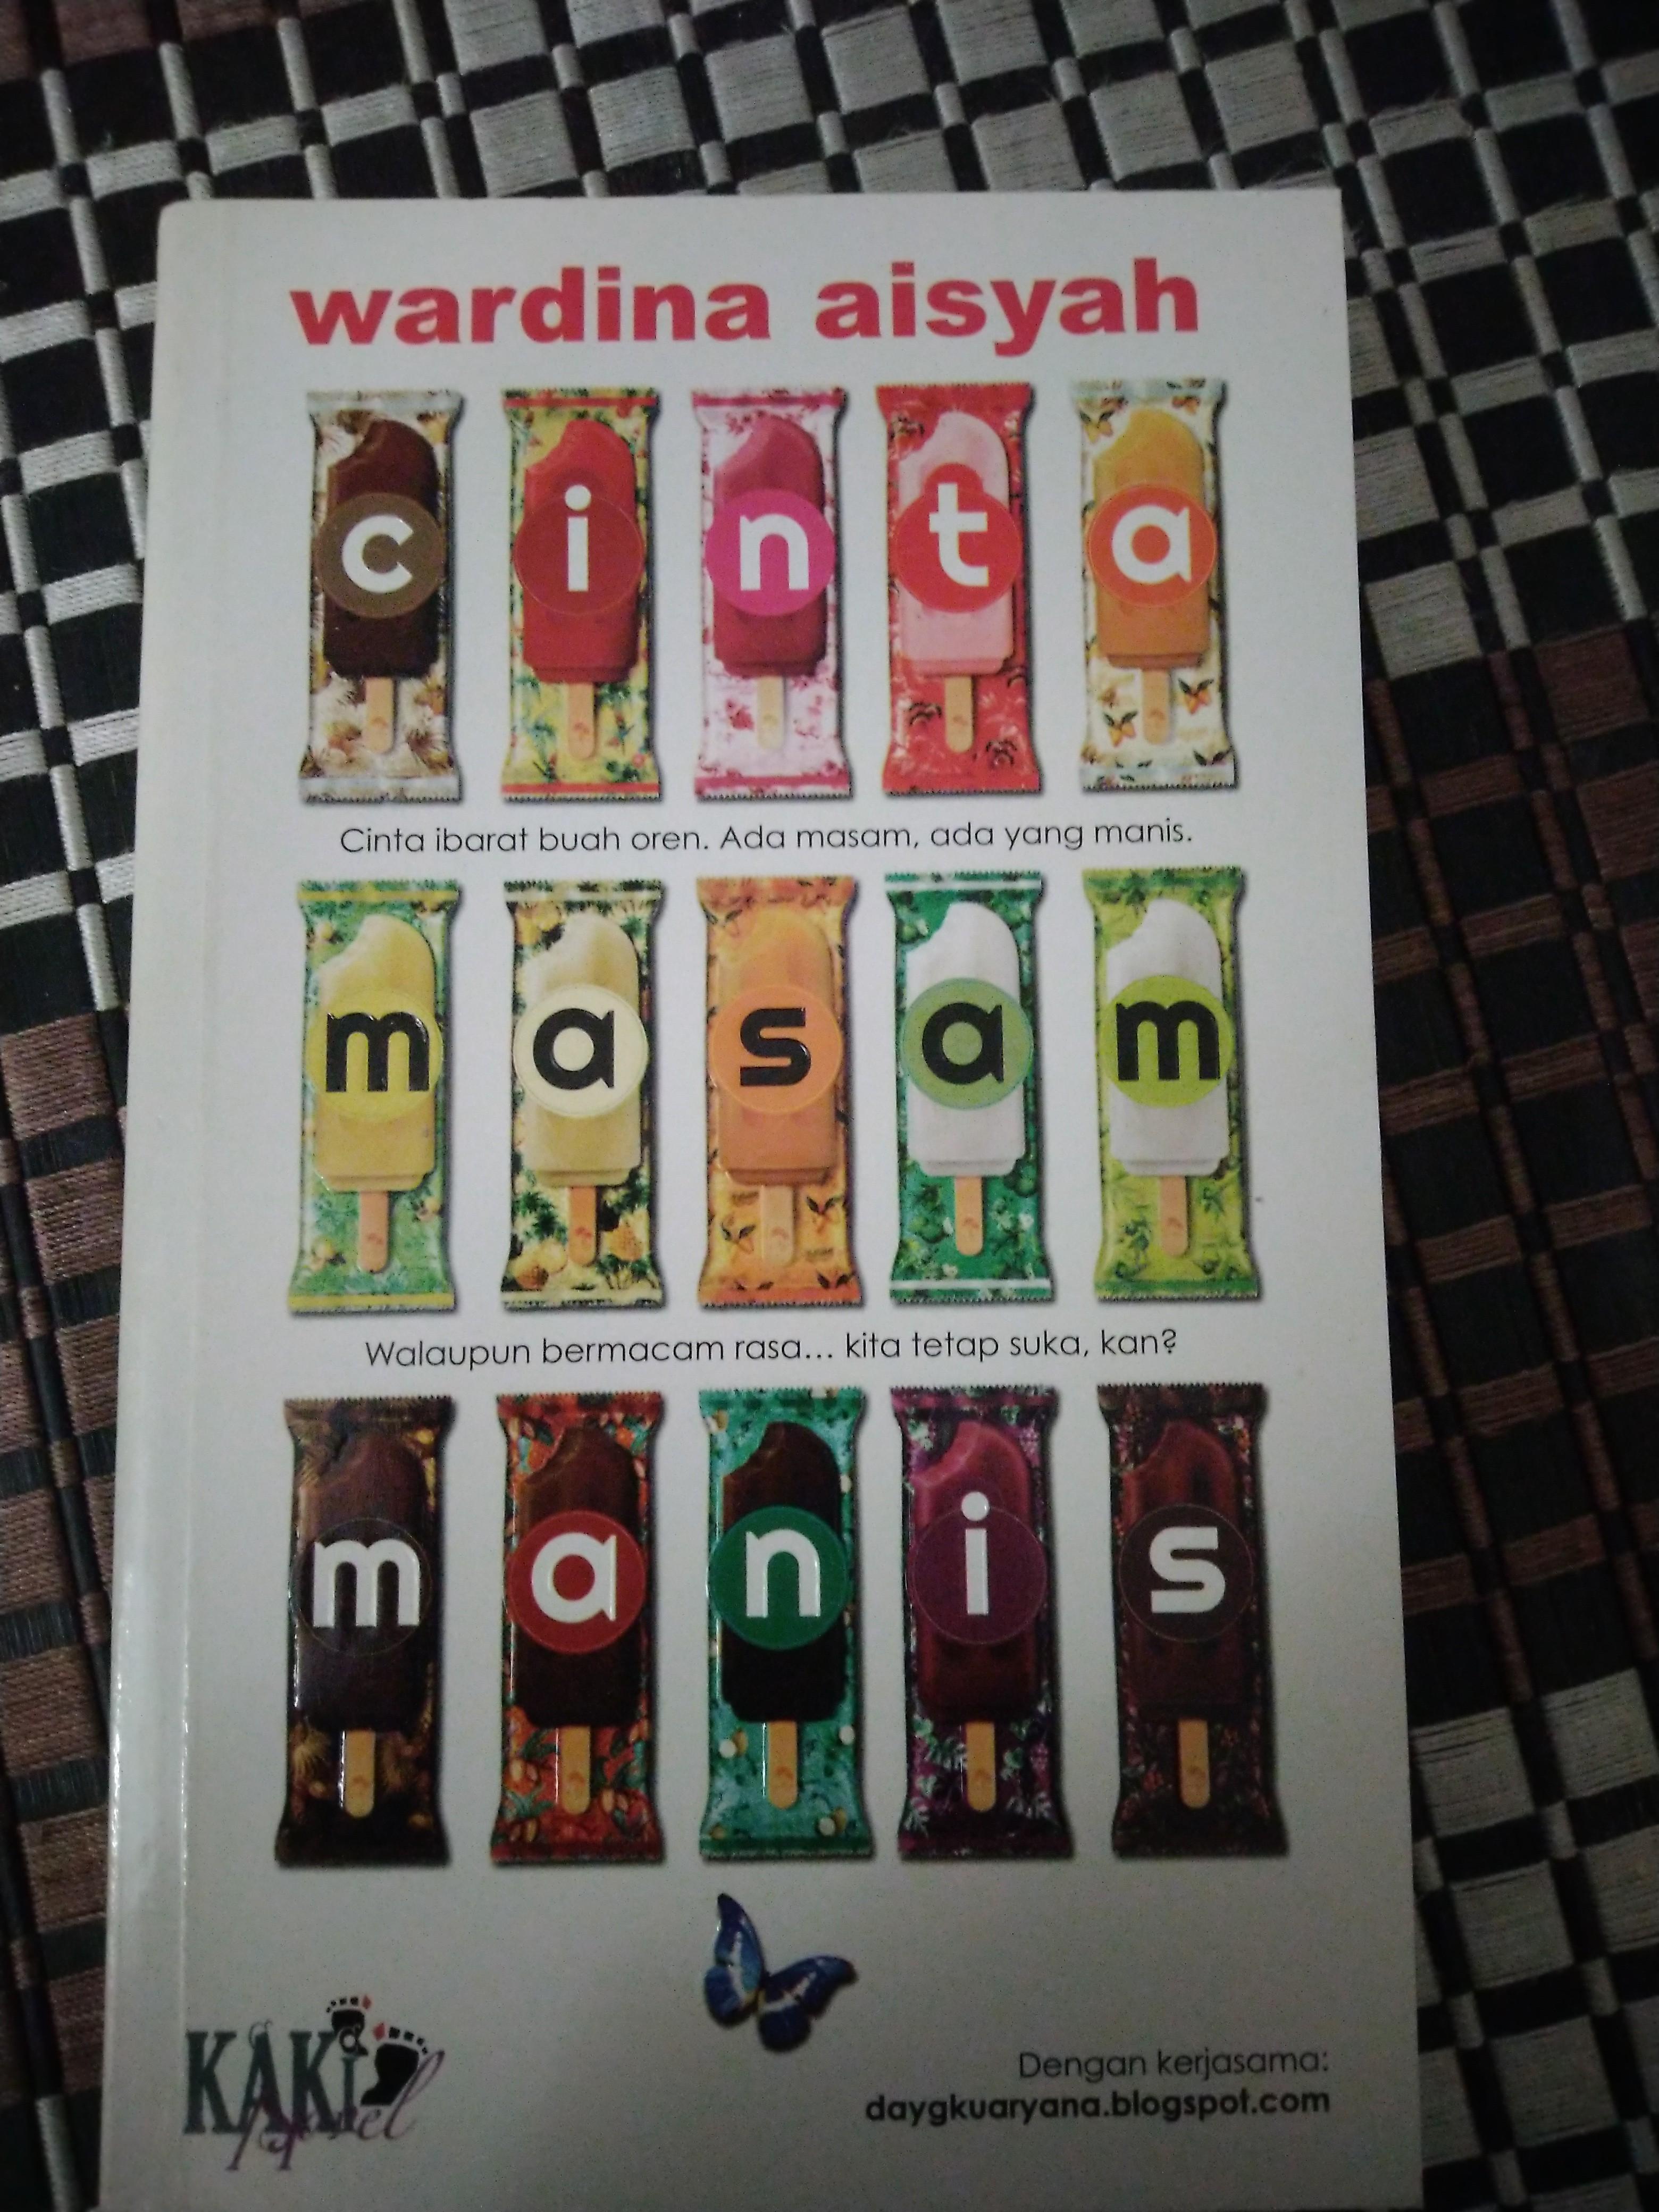 wardina aisyah
cinta
Cinta ibarat buah oren. Ada masam, ada yang manis.
masam
Walaupun bermacam rasa... kita tetap suka, kan?
manis
KAKi
novel
Dengan kerjasama:
daygkuaryana.blogspot.com